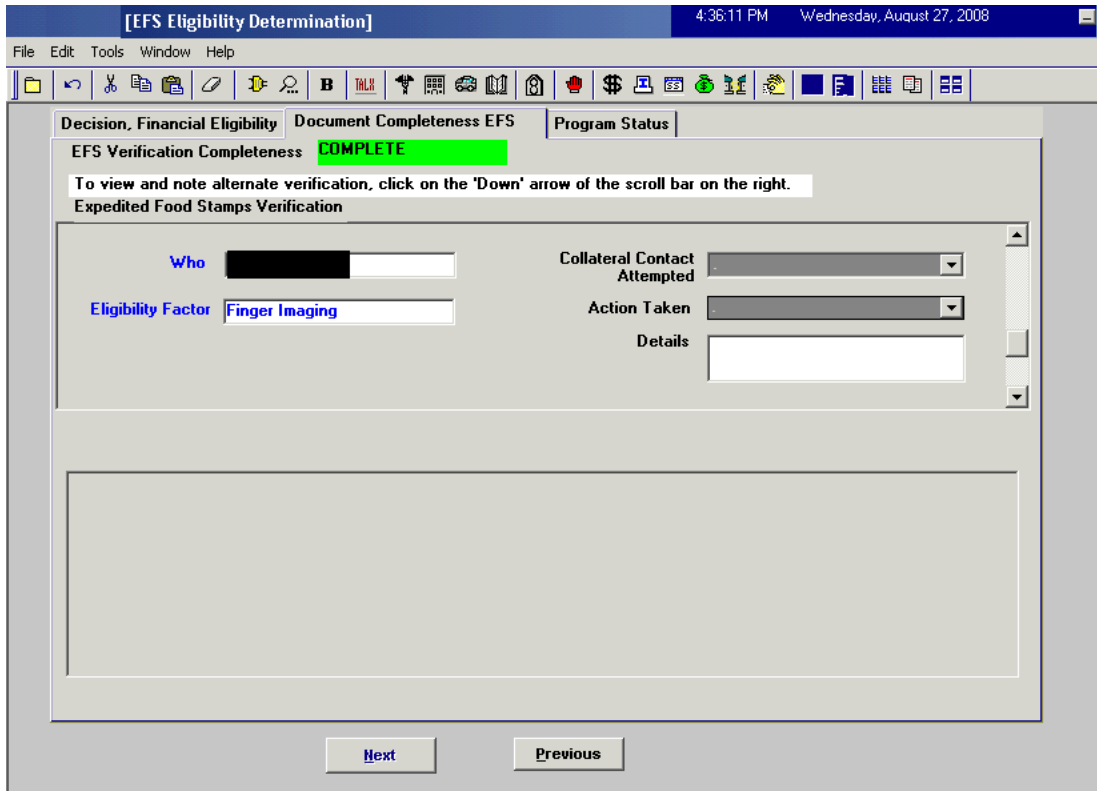 [EFS Eligibility Determination] 4:36:11 PM Wednesday, August 27, 2008
File Edit Tools Window Help
B TALX $ I SS
Decision, Financial Eligibility Document Completeness EFS Program Status
EFS Verification Completeness COMPLETE
To view and note alternate verification, click on the 'Down' arrow of the scroll bar on the right.
Expedited Food Stamps Verification
Who Collateral Contact Attempted .
Eligibility Factor Finger Imaging Action Taken .
Details
Next Previous